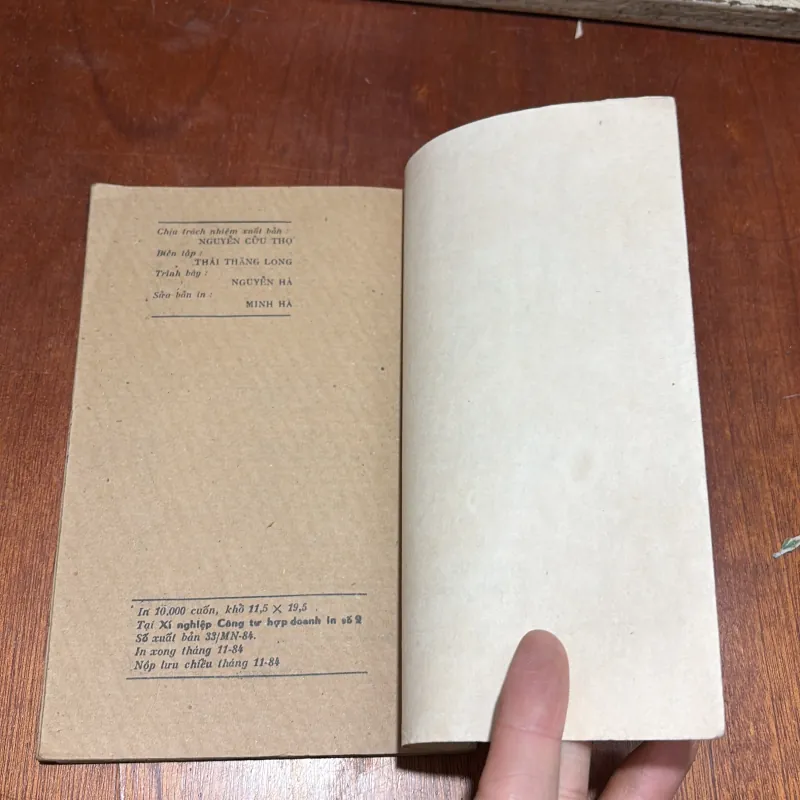 Chịu trách nhiệm xuất bản :
NGUYỄN CỬU THỌ
Biên tập :
THÁI THĂNG LONG
Trình bày :
NGUYỄN HÀ
Sửa bản in :
MINH HÀ
In 10,000 cuốn, khổ 11,5 X 19,5
Tại Xí nghiệp Công tư hợp doanh in số 2
Số xuất bản 33/MN-84.
In xong tháng 11-84
Nộp lưu chiểu tháng 11-84